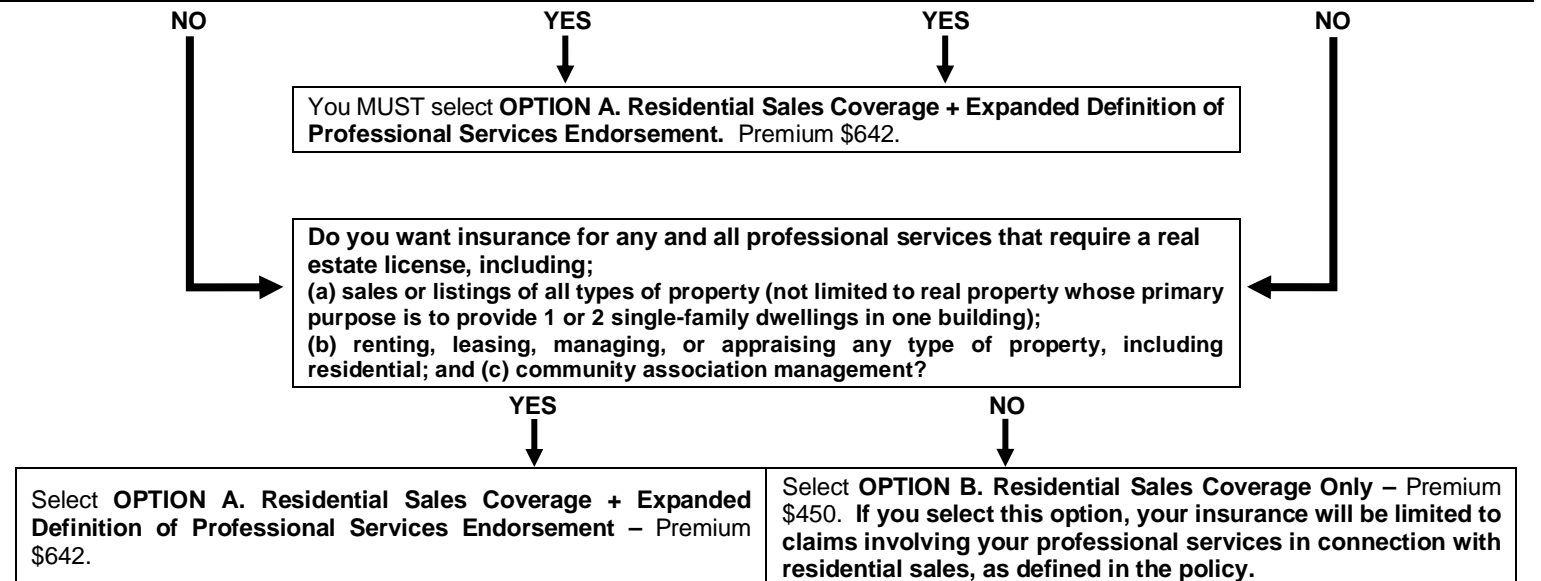 NO YES YES NO
You MUST select OPTION A. Residential Sales Coverage + Expanded Definition of
Professional Services Endorsement. Premium $642.
Do you want insurance for any and all professional services that require a real
estate license, including;
(a) sales or listings of all types of property (not limited to real property whose primary
purpose is to provide 1 or 2 single-family dwellings in one building);
(b) renting, leasing, managing, or appraising any type of property, including
residential; and (c) community association management?
YES NO
Select OPTION A. Residential Sales Coverage + Expanded
Definition of Professional Services Endorsement – Premium
$642.
Select OPTION B. Residential Sales Coverage Only – Premium
$450. If you select this option, your insurance will be limited to
claims involving your professional services in connection with
residential sales, as defined in the policy.